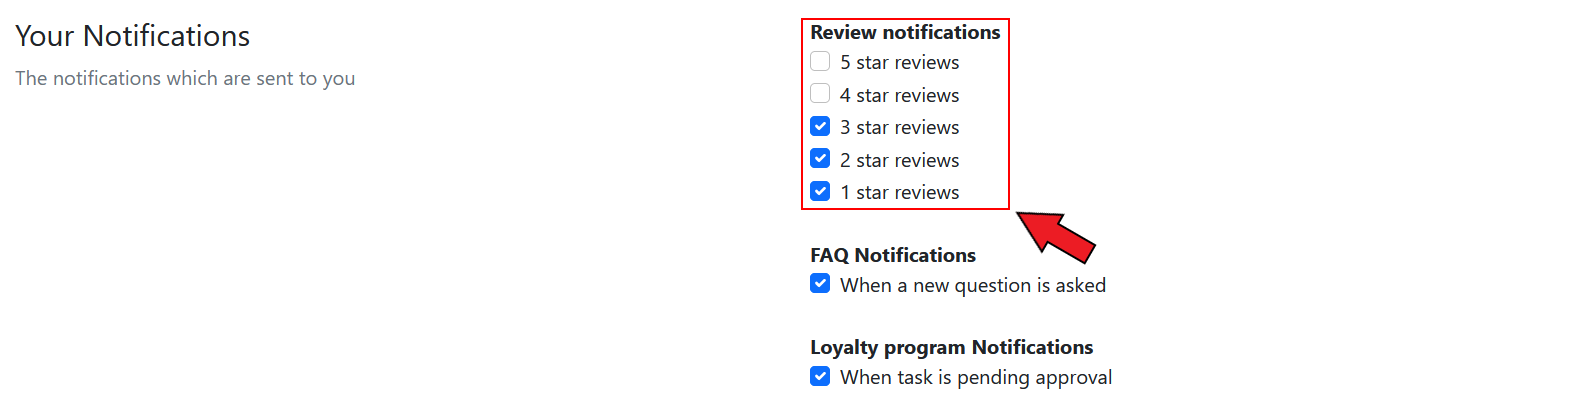 Your Notifications
The notifications which are sent to you
Review notifications
5 star reviews
4 star reviews
3 star reviews
2 star reviews
1 star reviews
FAQ Notifications
When a new question is asked
Loyalty program Notifications
When task is pending approval